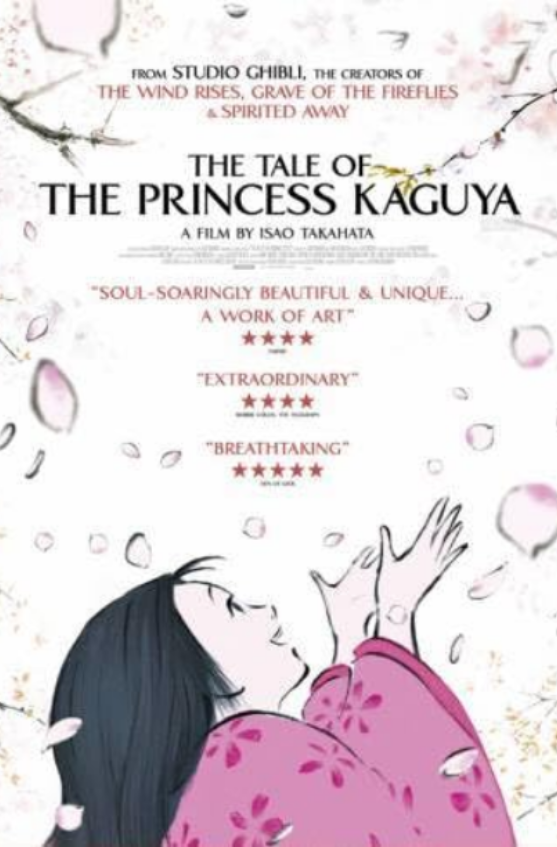 FROM STUDIO GHIBLI, THE CREATORS OF
THE WIND RISES, GRAVE OF THE FIREFLIES
& SPIRITED AWAY
THE TALE OF
THE PRINCESS KAGUYA
A FILM BY ISAO TAKAHATA
"SOUL-SOARINGLY BEAUTIFUL & UNIQUE...
A WORK OF ART"
"EXTRAORDINARY"
"BREATHTAKING"